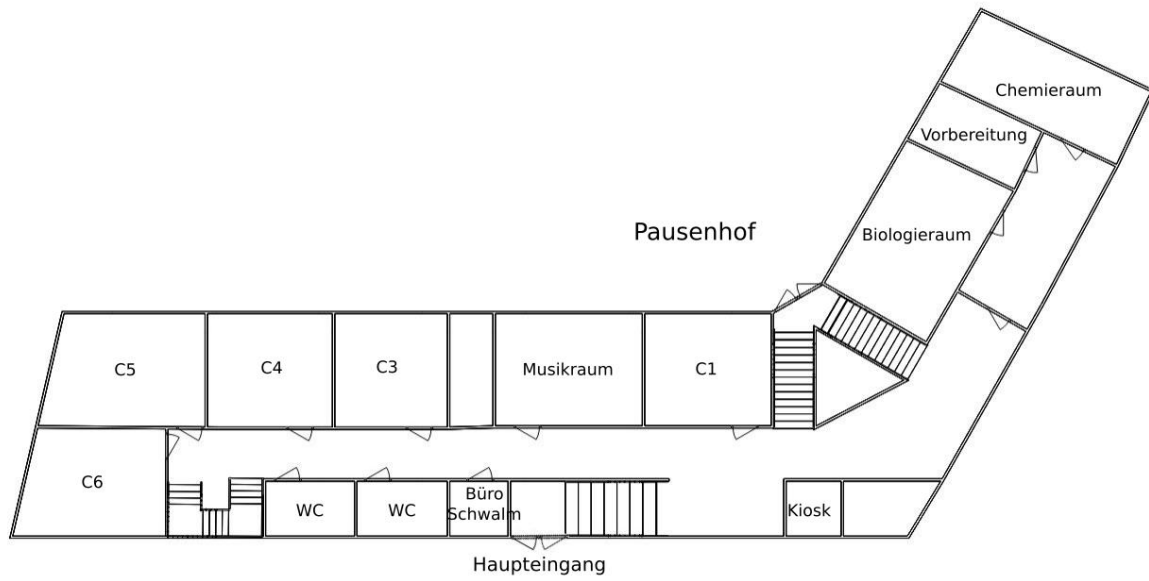 Chemieraum
Vorbereitung
Pausenhof
Biologieraum
C5
C4
C3
Musikraum
C1
C6
WC
WC
Büro
Schwalm
Kiosk
Haupteingang